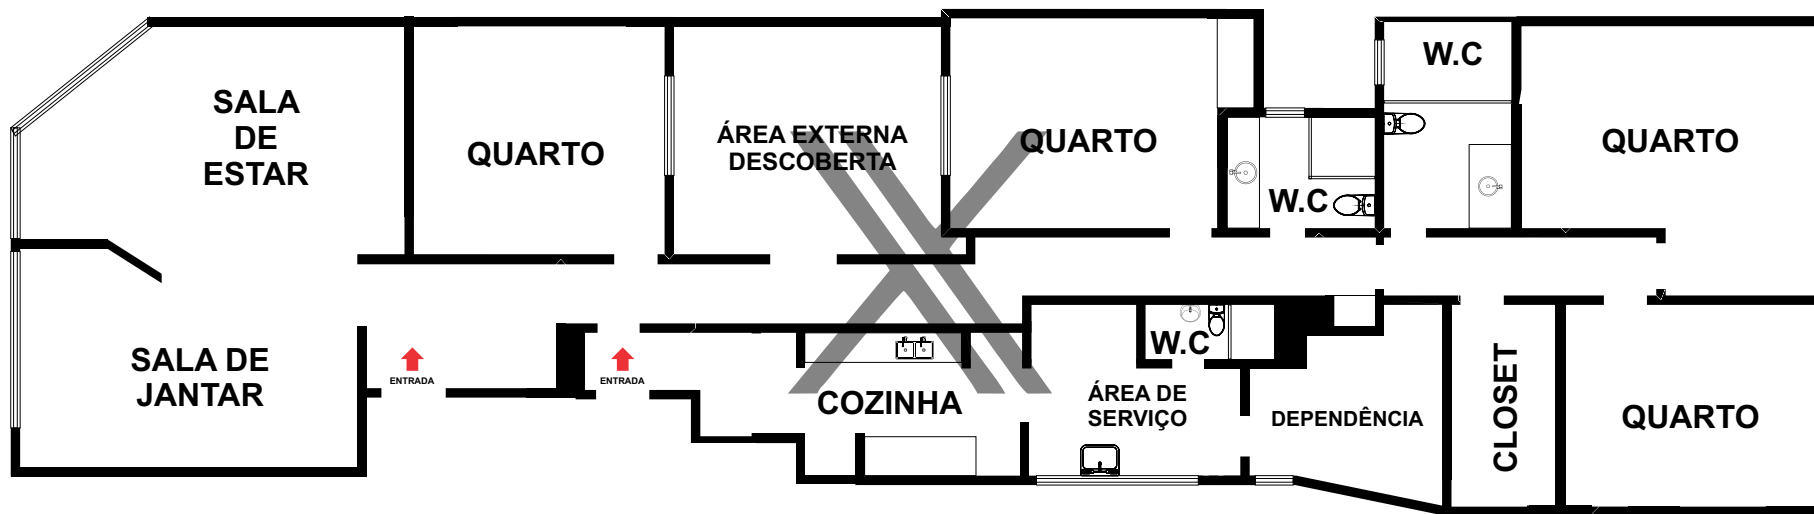 SALA
DE
ESTAR
QUARTO
ÁREA EXTERNA
DESCOBERTA
QUARTO
W.C
W.C
QUARTO
SALA DE
JANTAR
ENTRADA
ENTRADA
COZINHA
W.C
ÁREA DE
SERVIÇO
DEPENDÊNCIA
CLOSET
QUARTO